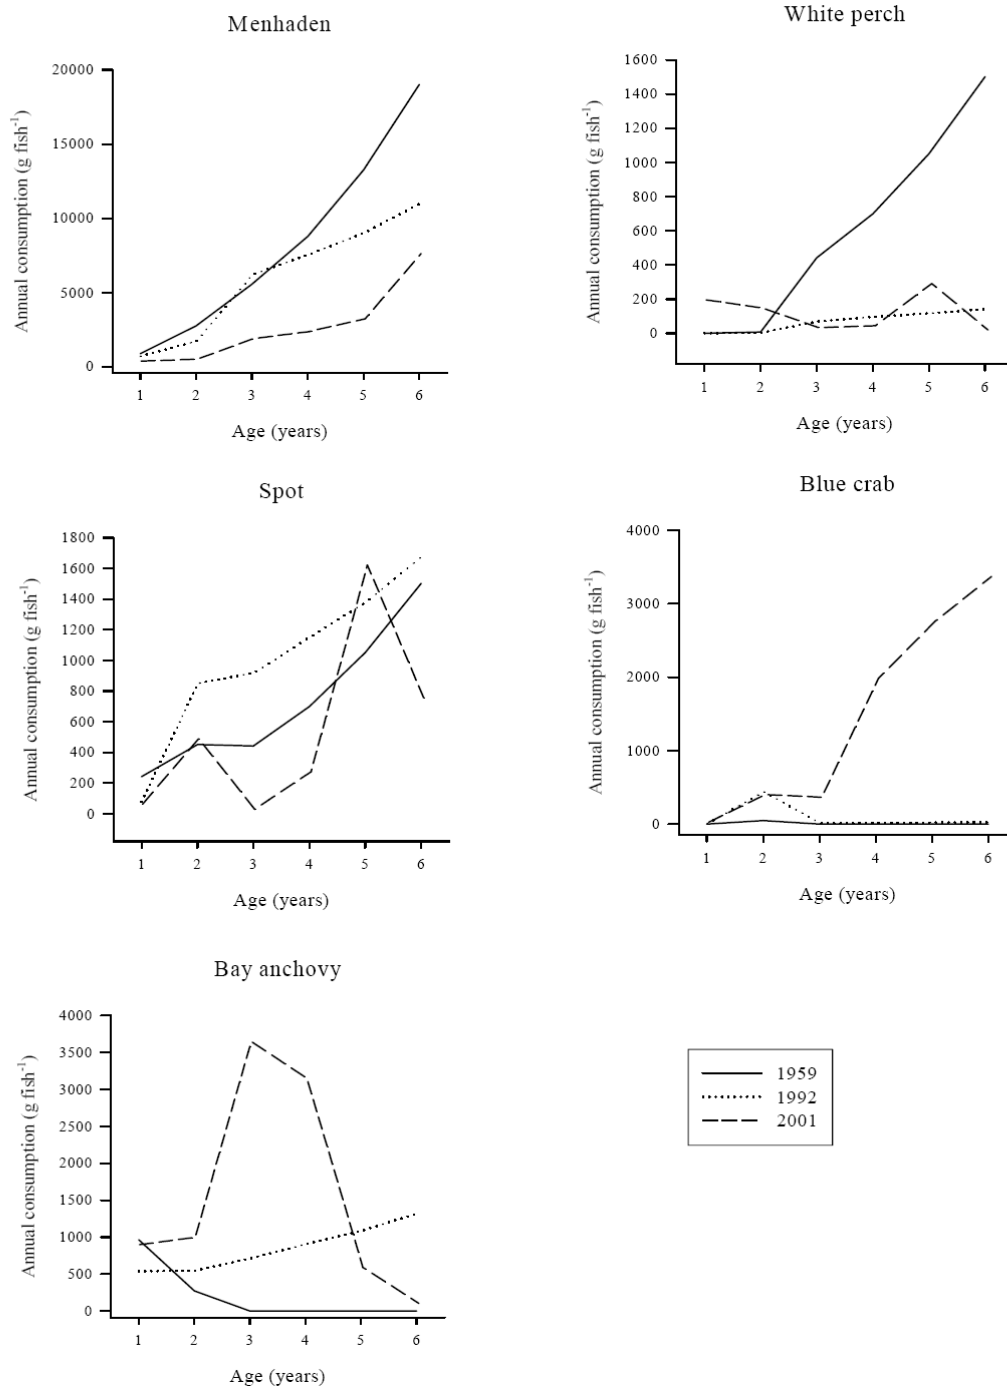 Menhaden
Annual consumption (g fish⁻¹)
20000
15000
10000
5000
0
1 2 3 4 5 6
Age (years)
White perch
Annual consumption (g fish⁻¹)
1600
1400
1200
1000
800
600
400
200
0
1 2 3 4 5 6
Age (years)
Spot
Annual consumption (g fish⁻¹)
1800
1600
1400
1200
1000
800
600
400
200
0
1 2 3 4 5 6
Age (years)
Blue crab
Annual consumption (g fish⁻¹)
4000
3000
2000
1000
0
1 2 3 4 5 6
Age (years)
Bay anchovy
Annual consumption (g fish⁻¹)
4000
3500
3000
2500
2000
1500
1000
500
0
1 2 3 4 5 6
Age (years)
1959
1992
2001